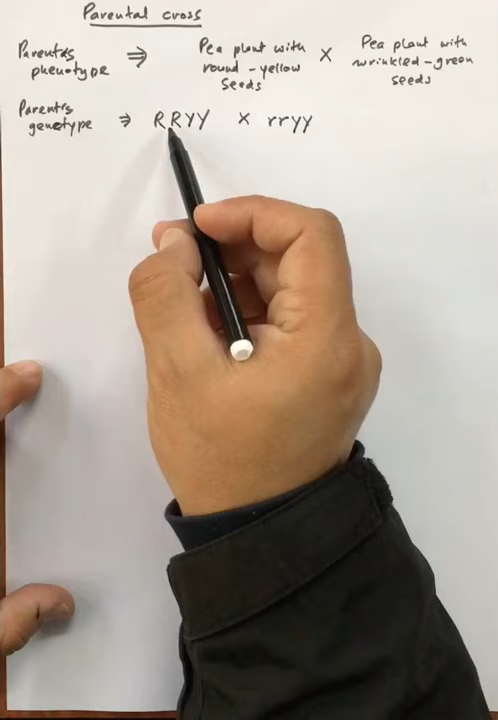 Parental cross
Parent's phenotype ⇒ Pea plant with round-yellow seeds × Pea plant with wrinkled-green seeds
Parent's genotype ⇒ RRYY × rryy